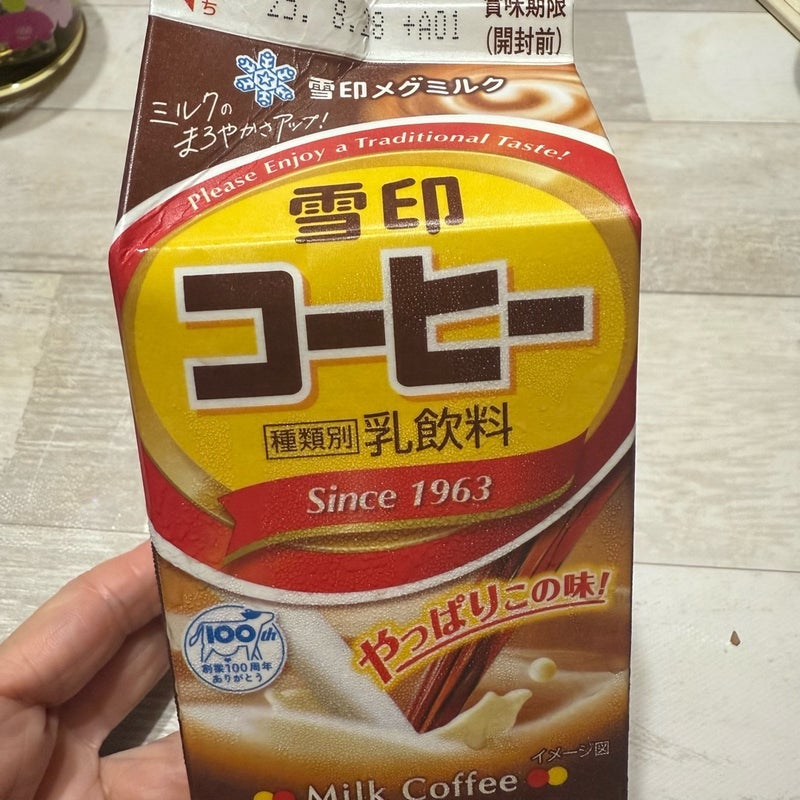 ち
25. 8.28 +A01
賞味期限
(開封前)
雪印メグミルク
ミルクの
まろやかさアップ!
Please Enjoy a Traditional Taste!
雪印
コーヒー
種類別 乳飲料
Since 1963
やっぱりこの味!
100th
創業100周年
ありがとう
イメージ図
Milk Coffee